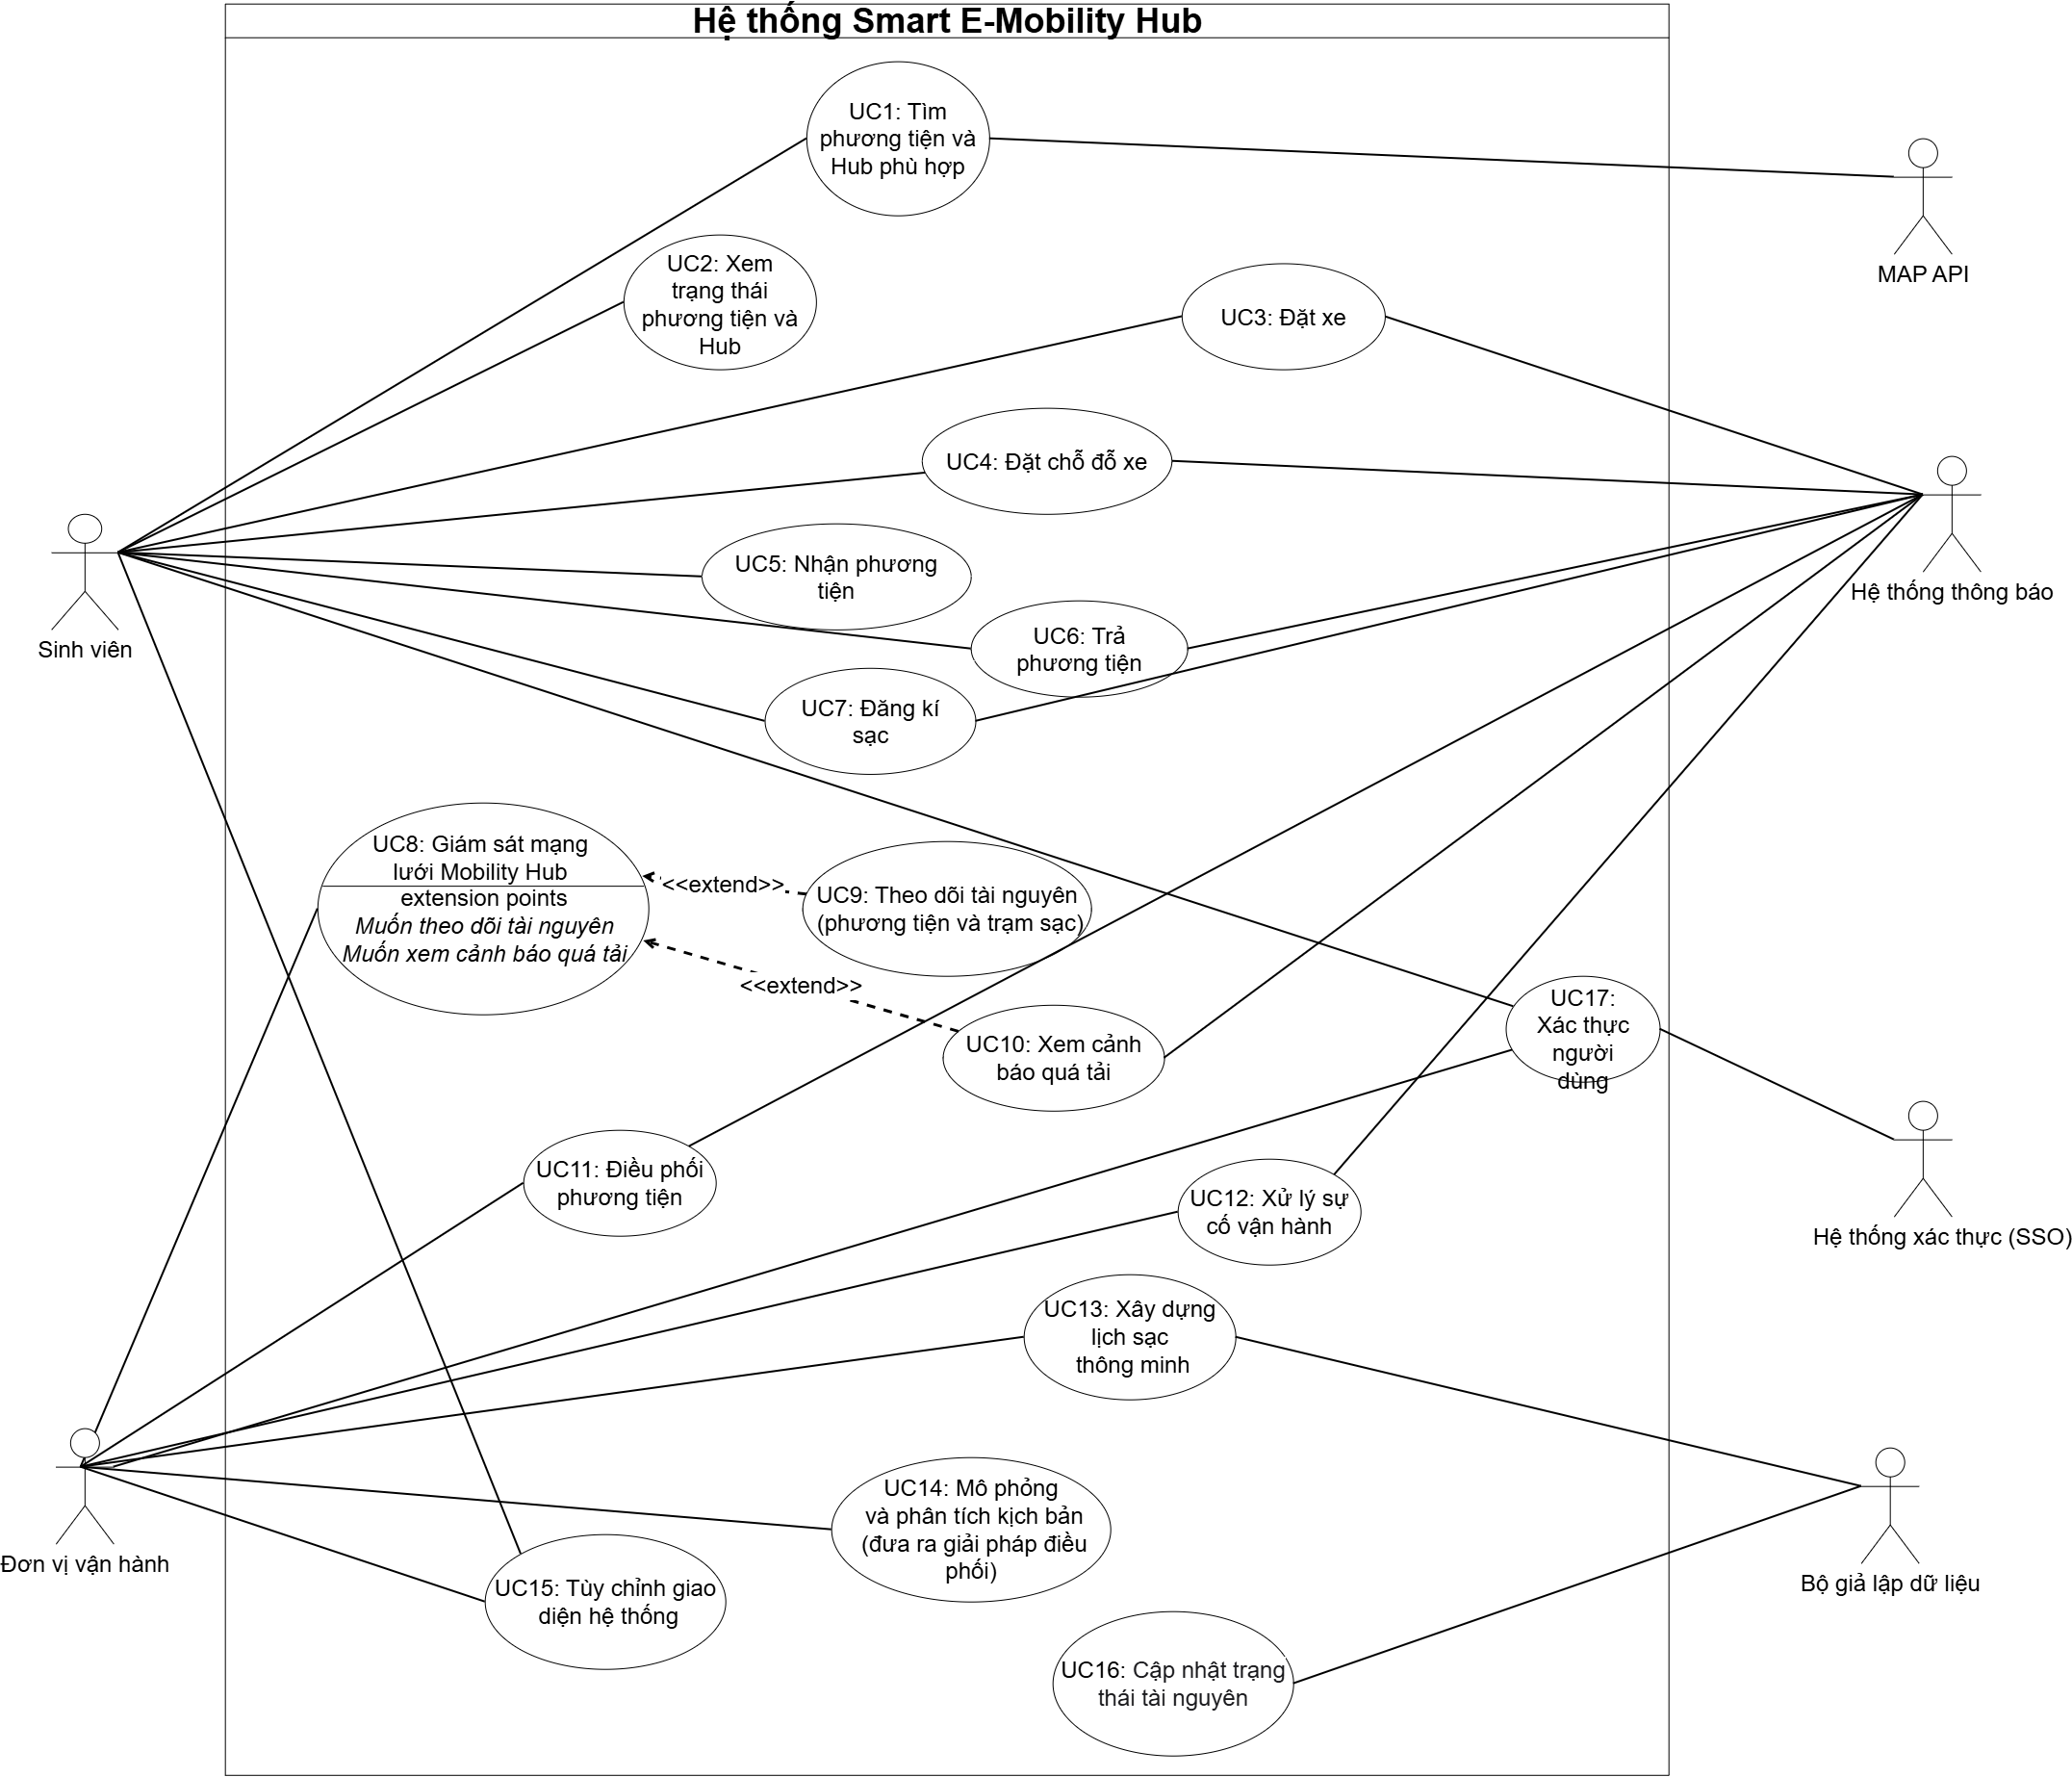 Hệ thống Smart E-Mobility Hub
UC1: Tìm
phương tiện và
Hub phù hợp
MAP API
UC2: Xem
trạng thái
phương tiện và
Hub
UC3: Đặt xe
UC4: Đặt chỗ đỗ xe
Hệ thống thông báo
Sinh viên
UC5: Nhận phương
tiện
UC6: Trả
phương tiện
UC7: Đăng kí
sạc
UC8: Giám sát mạng
lưới Mobility Hub
extension points
Muốn theo dõi tài nguyên
Muốn xem cảnh báo quá tải
<<extend>>
UC9: Theo dõi tài nguyên
(phương tiện và trạm sạc)
<<extend>>
UC10: Xem cảnh
báo quá tải
UC17:
Xác thực
người
dùng
UC11: Điều phối
phương tiện
UC12: Xử lý sự
cố vận hành
Hệ thống xác thực (SSO)
UC13: Xây dựng
lịch sạc
thông minh
Đơn vị vận hành
UC14: Mô phỏng
và phân tích kịch bản
(đưa ra giải pháp điều
phối)
Bộ giả lập dữ liệu
UC15: Tùy chỉnh giao
diện hệ thống
UC16: Cập nhật trạng
thái tài nguyên